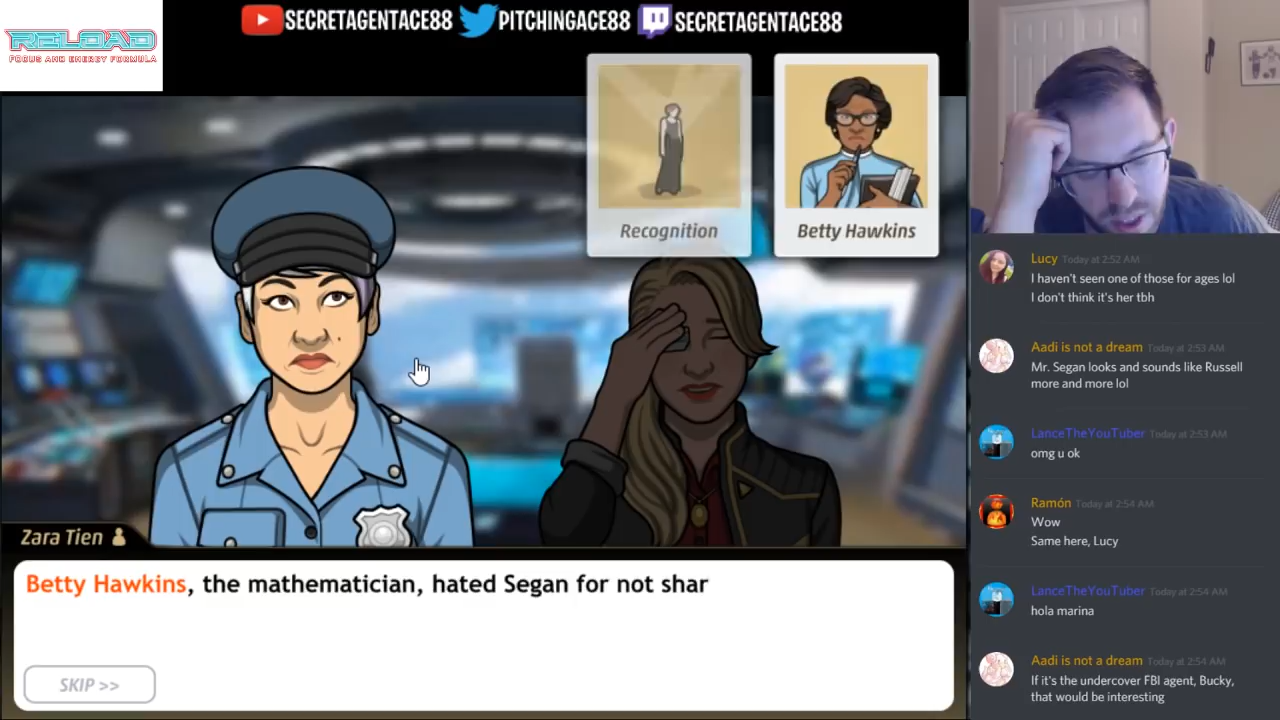 SECRETAGENTACE88 PITCHINGACE88 SECRETAGENTACE88
RELOAD
FOCUS AND ENERGY FORMULA
Recognition
Betty Hawkins
Zara Tien
Betty Hawkins, the mathematician, hated Segan for not shar
SKIP >>
Lucy Today at 2:52 AM
I haven't seen one of those for ages lol
I don't think it's her tbh
Aadi is not a dream Today at 2:53 AM
Mr. Segan looks and sounds like Russell
more and more lol
LanceTheYouTuber Today at 2:53 AM
omg u ok
Ramón Today at 2:54 AM
Wow
Same here, Lucy
LanceTheYouTuber Today at 2:54 AM
hola marina
Aadi is not a dream Today at 2:54 AM
If it's the undercover FBI agent, Bucky,
that would be interesting